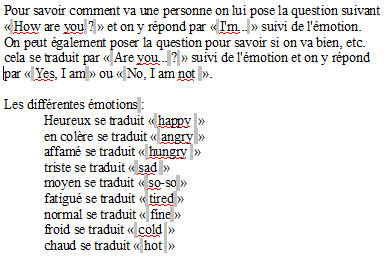 Pour savoir comment va une personne on lui pose la question suivant
« How are you ? » et on y répond par « I'm... » suivi de l'émotion.
On peut également poser la question pour savoir si on va bien, etc.
cela se traduit par « Are you... ? » suivi de l'émotion et on y répond
par « Yes, I am » ou « No, I am not ».

Les différentes émotions :
Heureux se traduit « happy »
en colère se traduit « angry »
affamé se traduit « hungry »
triste se traduit « sad »
moyen se traduit « so-so »
fatigué se traduit « tired »
normal se traduit « fine »
froid se traduit « cold »
chaud se traduit « hot »